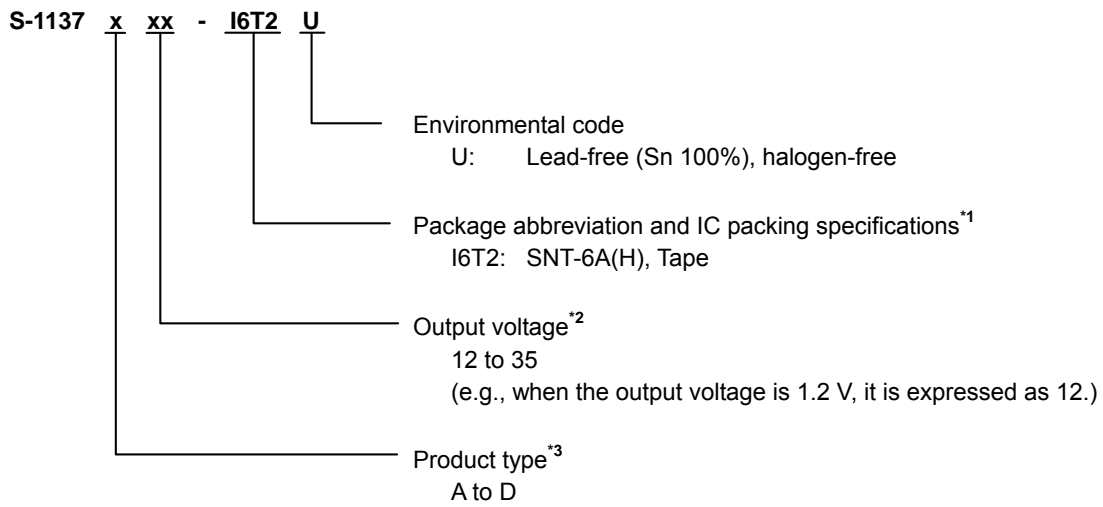 S-1137 x xx - I6T2 U
Environmental code
U: Lead-free (Sn 100%), halogen-free
Package abbreviation and IC packing specifications*1
I6T2: SNT-6A(H), Tape
Output voltage*2
12 to 35
(e.g., when the output voltage is 1.2 V, it is expressed as 12.)
Product type*3
A to D